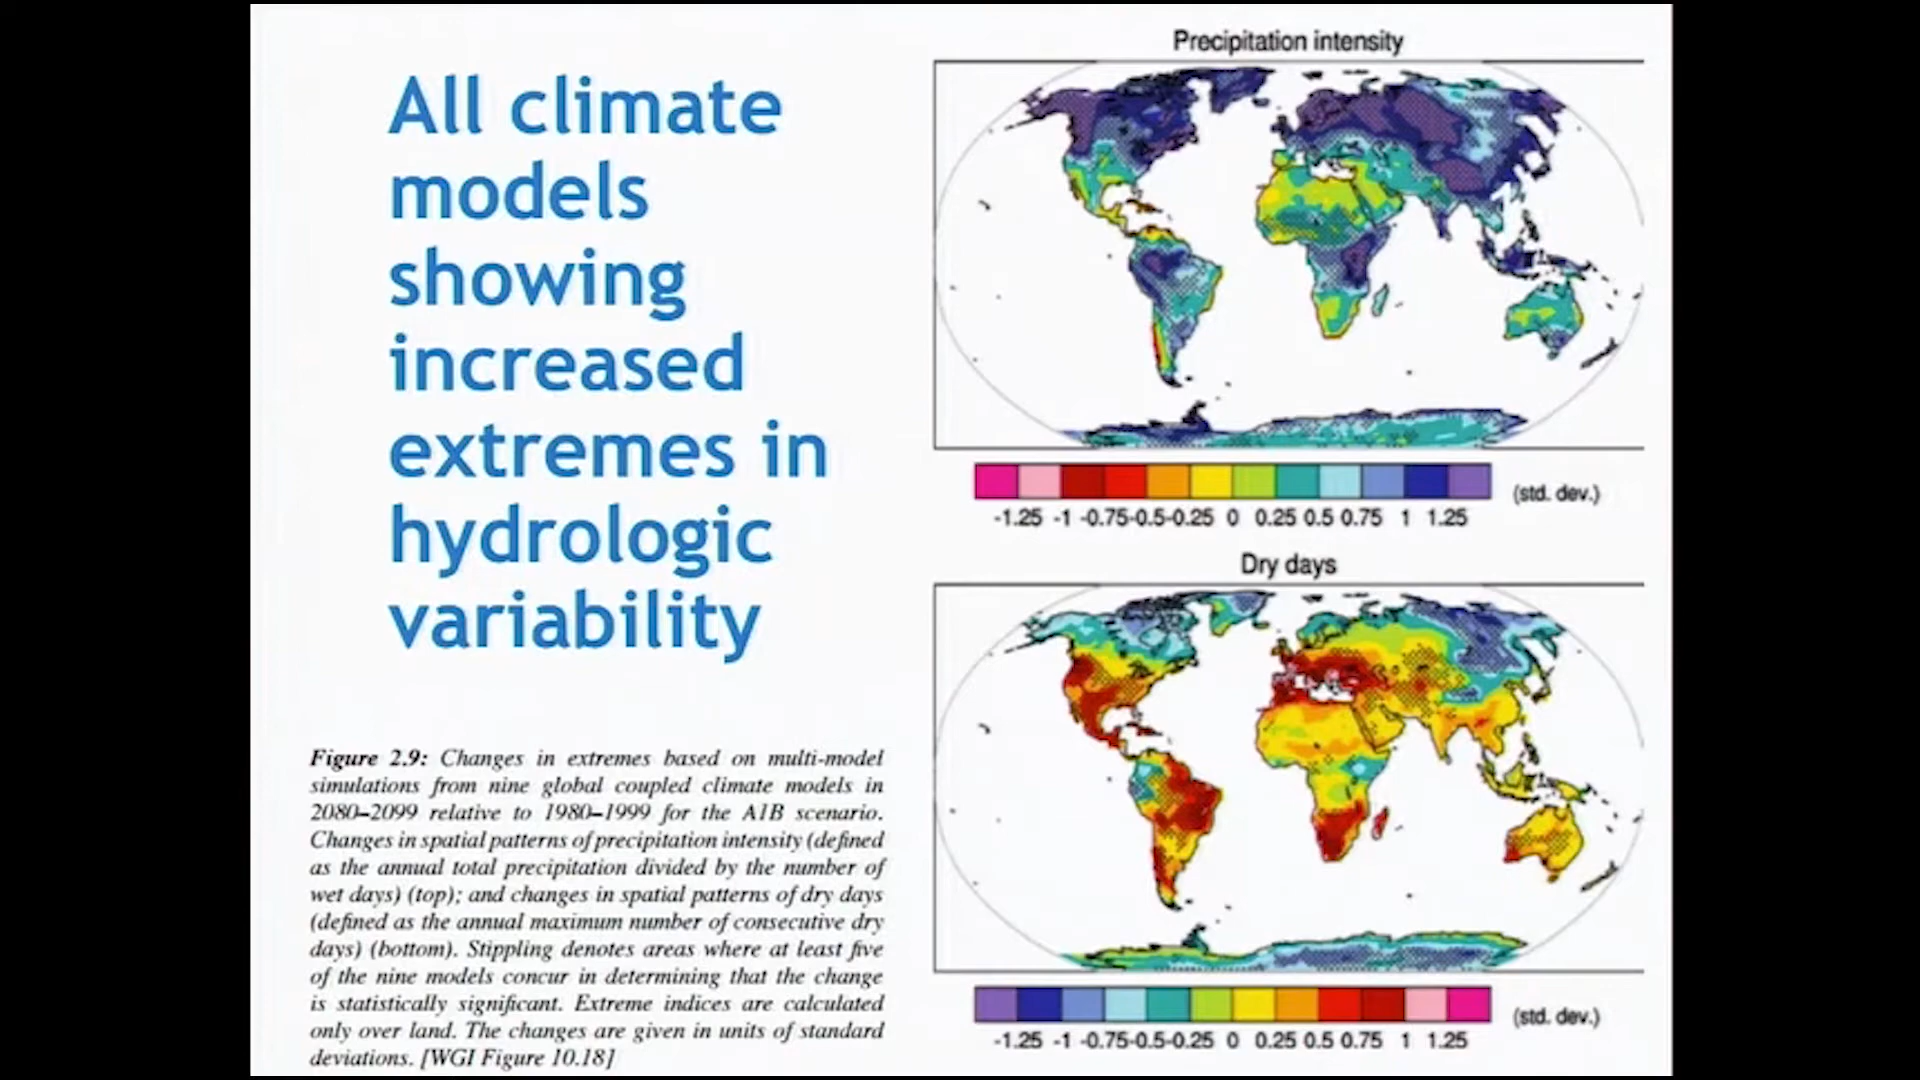 All climate
models
showing
increased
extremes in
hydrologic
variability
Figure 2.9: Changes in extremes based on multi-model
simulations from nine global coupled climate models in
2080–2099 relative to 1980–1999 for the A1B scenario.
Changes in spatial patterns of precipitation intensity (defined
as the annual total precipitation divided by the number of
wet days) (top); and changes in spatial patterns of dry days
(defined as the annual maximum number of consecutive dry
days) (bottom). Stippling denotes areas where at least five
of the nine models concur in determining that the change
is statistically significant. Extreme indices are calculated
only over land. The changes are given in units of standard
deviations. [WGI Figure 10.18]
Precipitation intensity
(std. dev.)
-1.25 -1 -0.75-0.5-0.25 0 0.25 0.5 0.75 1 1.25
Dry days
(std. dev.)
-1.25 -1 -0.75-0.5-0.25 0 0.25 0.5 0.75 1 1.25